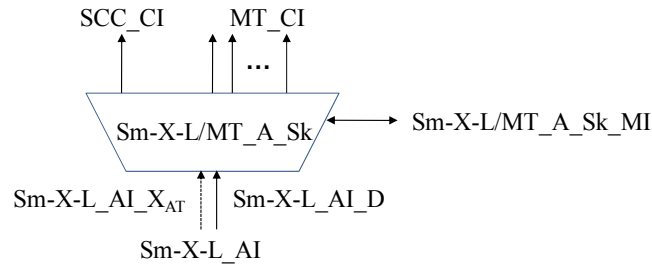 SCC_CI MT_CI
...
Sm-X-L/MT_A_Sk
Sm-X-L/MT_A_Sk_MI
Sm-X-L_AI_XAT Sm-X-L_AI_D
Sm-X-L_AI